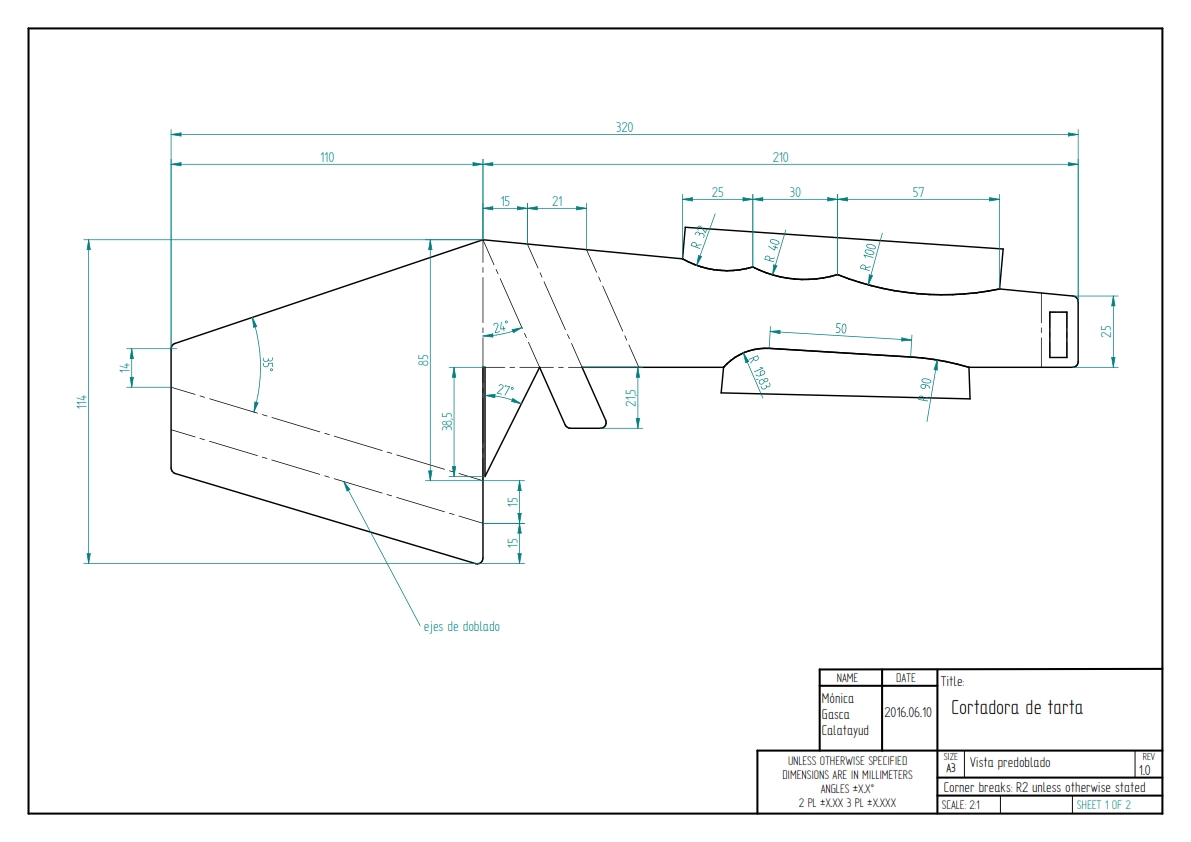 320
110
210
15
21
25
30
57
R 32
R 40
R 100
24°
50
25
14
35°
85
114
27°
R 19.83
R 90
38,5
21,5
15
15
ejes de doblado
NAME
DATE
Title:
Mónica
Gasca
Calatayud
2016.06.10
Cortadora de tarta
UNLESS OTHERWISE SPECIFIED
DIMENSIONS ARE IN MILLIMETERS
ANGLES ±X.X°
2 PL ±X.XX 3 PL ±X.XXX
SIZE
A3
Vista predoblado
REV
1.0
Corner breaks: R2 unless otherwise stated
SCALE: 2:1
SHEET 1 OF 2